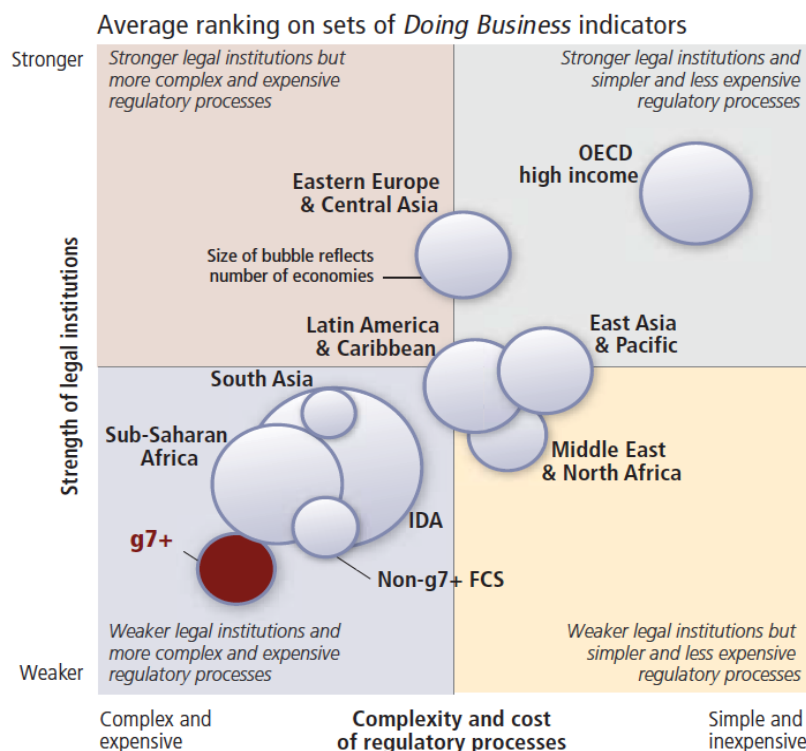 Average ranking on sets of Doing Business indicators
Stronger
Stronger legal institutions but
more complex and expensive
regulatory processes
Stronger legal institutions and
simpler and less expensive
regulatory processes
OECD
high income
Eastern Europe
& Central Asia
Size of bubble reflects
number of economies
Latin America
& Caribbean
East Asia
& Pacific
South Asia
Sub-Saharan
Africa
Middle East
& North Africa
IDA
g7+
Non-g7+ FCS
Strength of legal institutions
Weaker legal institutions and
more complex and expensive
regulatory processes
Weaker legal institutions but
simpler and less expensive
regulatory processes
Weaker
Complex and
expensive
Complexity and cost
of regulatory processes
Simple and
inexpensive